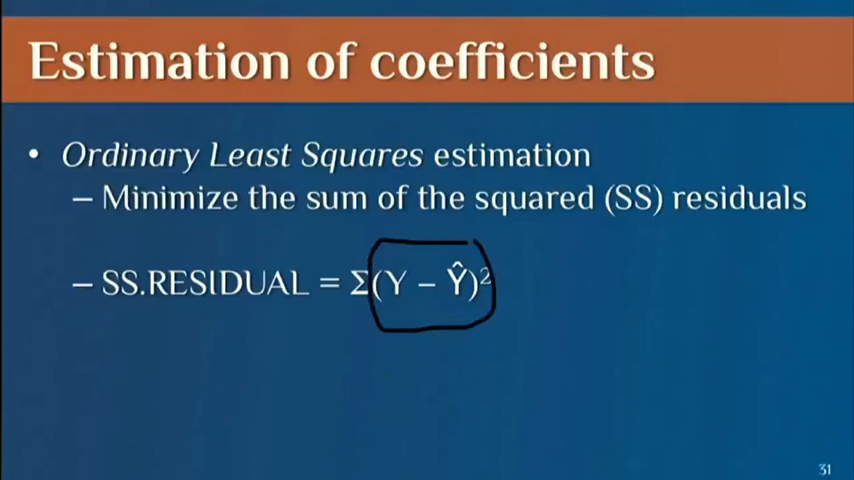 Estimation of coefficients
• Ordinary Least Squares estimation
– Minimize the sum of the squared (SS) residuals
– SS.RESIDUAL = Σ(Y – Ŷ)²
31